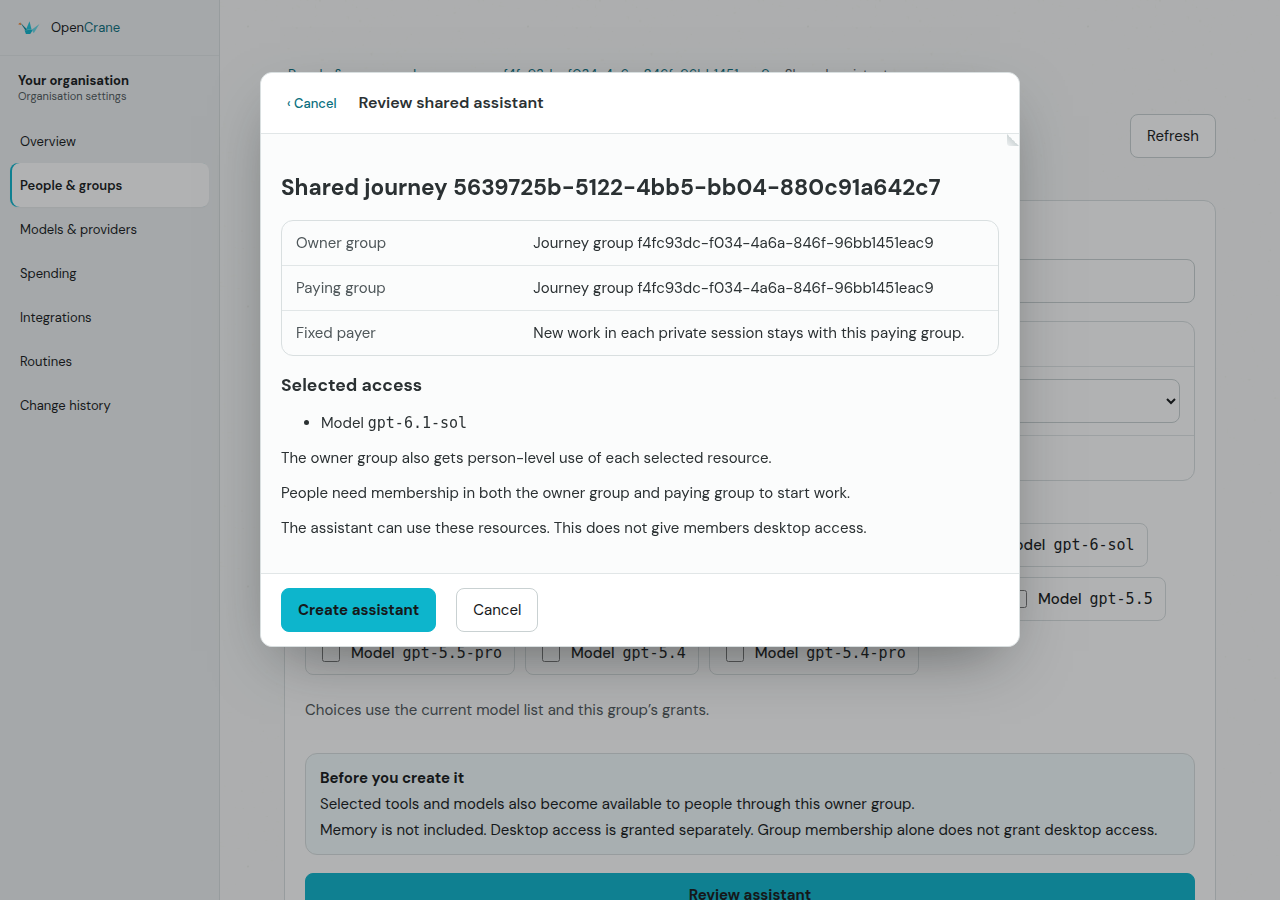 OpenCrane
Your organisation
Organisation settings
Overview
People & groups
Models & providers
Spending
Integrations
Routines
Change history
Refresh
‹ Cancel
Review shared assistant
Shared journey 5639725b-5122-4bb5-bb04-880c91a642c7
Owner group Journey group f4fc93dc-f034-4a6a-846f-96bb1451eac9
Paying group Journey group f4fc93dc-f034-4a6a-846f-96bb1451eac9
Fixed payer New work in each private session stays with this paying group.
Selected access
• Model gpt-6.1-sol
The owner group also gets person-level use of each selected resource.
People need membership in both the owner group and paying group to start work.
The assistant can use these resources. This does not give members desktop access.
Create assistant Cancel
gpt-6-sol
Model gpt-5.5
Model gpt-5.5-pro Model gpt-5.4 Model gpt-5.4-pro
Choices use the current model list and this group’s grants.
Before you create it
Selected tools and models also become available to people through this owner group.
Memory is not included. Desktop access is granted separately. Group membership alone does not grant desktop access.
Review assistant